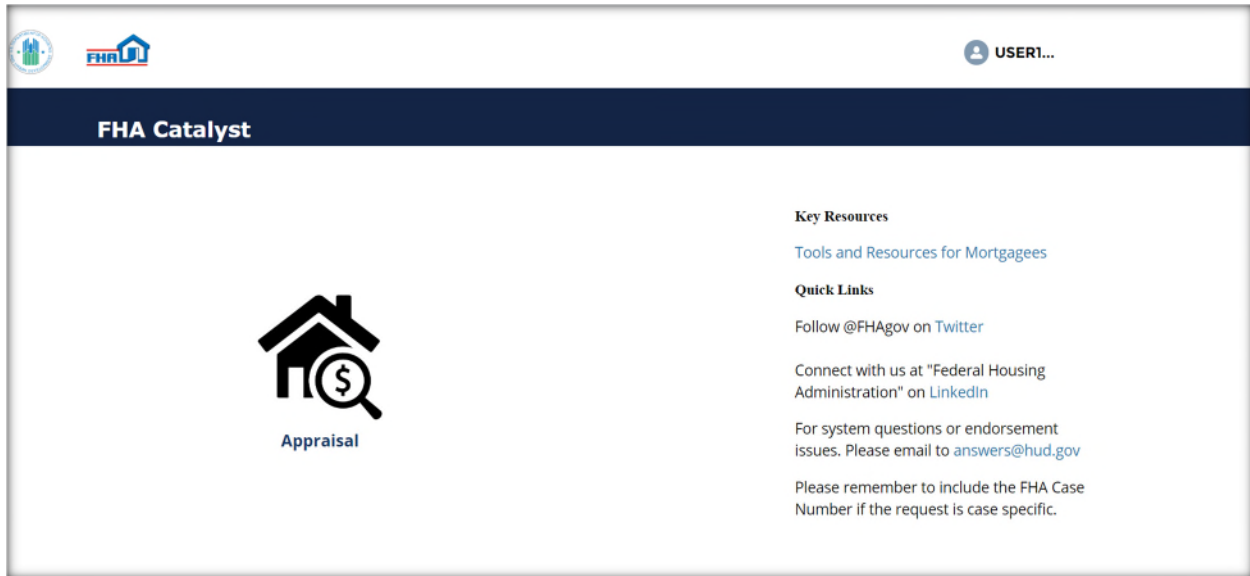 FHA
USER1...
FHA Catalyst
$
Appraisal
Key Resources
Tools and Resources for Mortgagees
Quick Links
Follow @FHAgov on Twitter
Connect with us at "Federal Housing
Administration" on LinkedIn
For system questions or endorsement
issues. Please email to answers@hud.gov
Please remember to include the FHA Case
Number if the request is case specific.